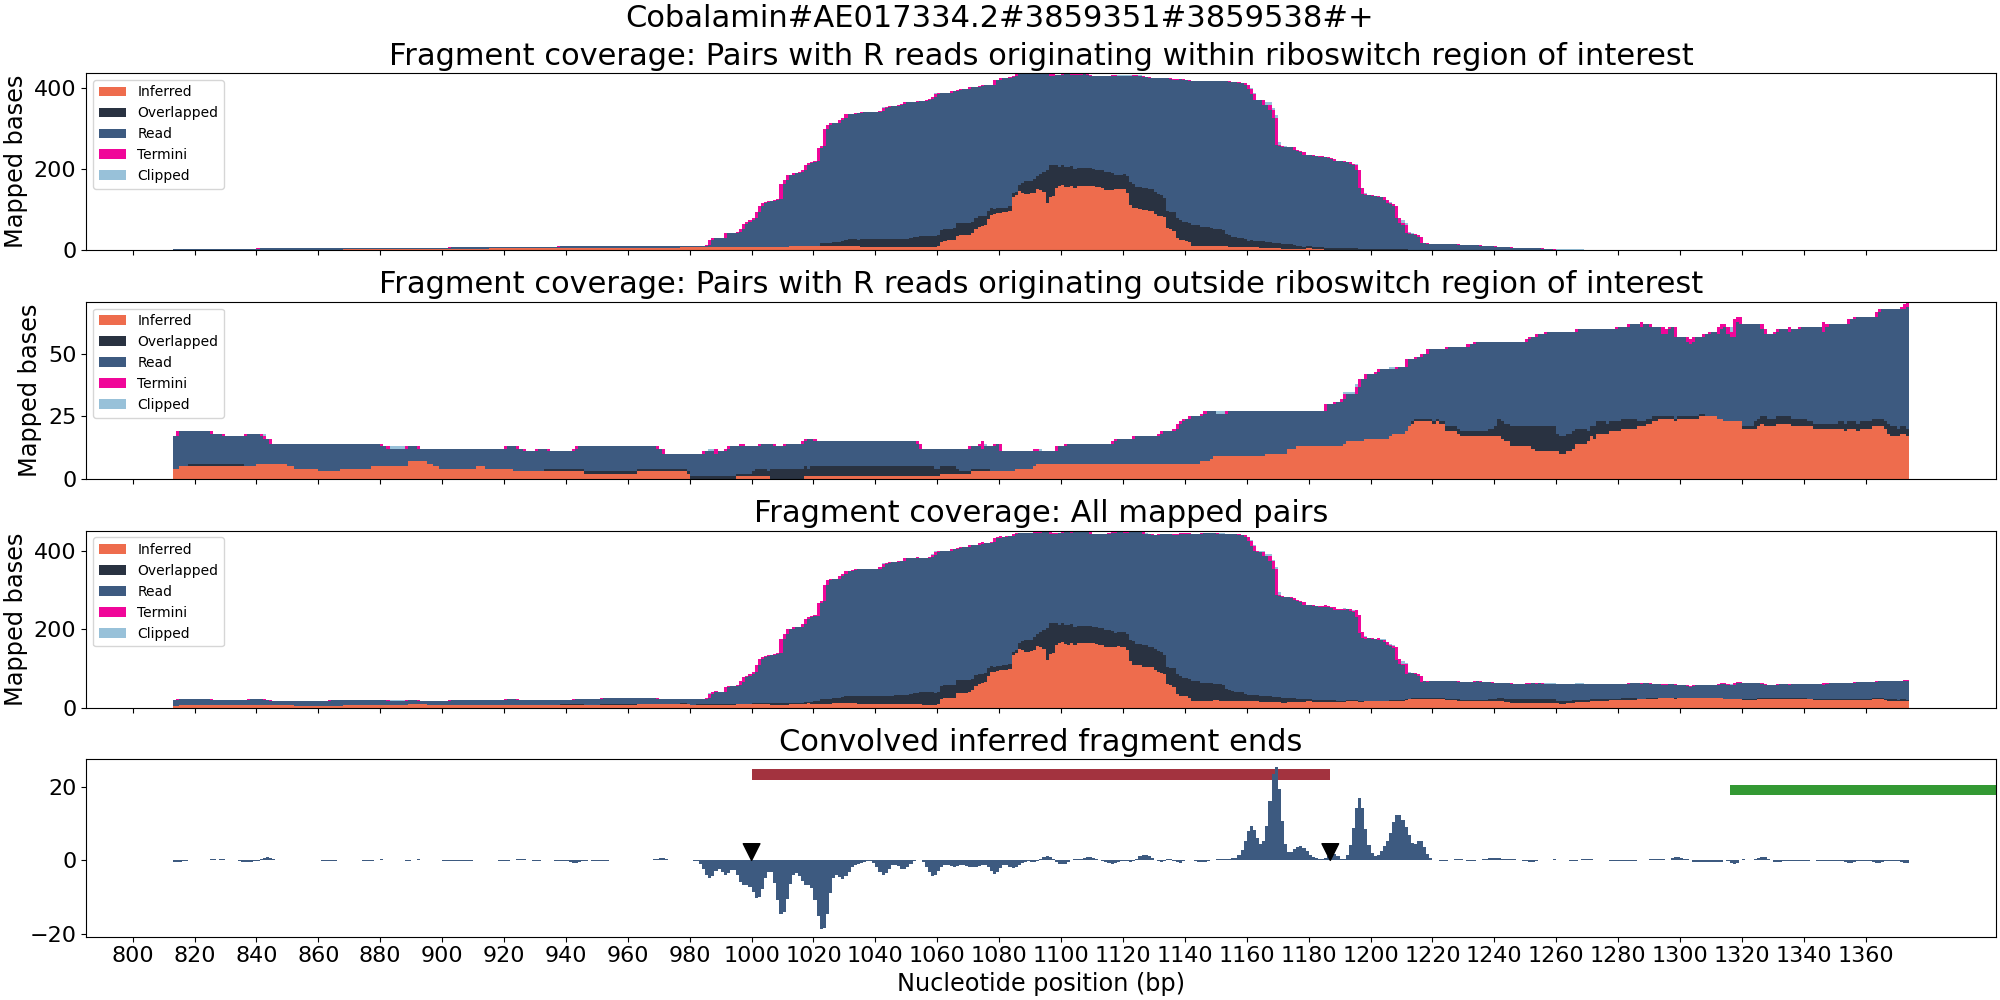 Cobalamin#AE017334.2#3859351#3859538#+
Fragment coverage: Pairs with R reads originating within riboswitch region of interest
Mapped bases
400
200
0
Inferred
Overlapped
Read
Termini
Clipped
Fragment coverage: Pairs with R reads originating outside riboswitch region of interest
Mapped bases
50
25
0
Inferred
Overlapped
Read
Termini
Clipped
Fragment coverage: All mapped pairs
Mapped bases
400
200
0
Inferred
Overlapped
Read
Termini
Clipped
Convolved inferred fragment ends
20
0
−20
800 820 840 860 880 900 920 940 960 980 1000 1020 1040 1060 1080 1100 1120 1140 1160 1180 1200 1220 1240 1260 1280 1300 1320 1340 1360
Nucleotide position (bp)